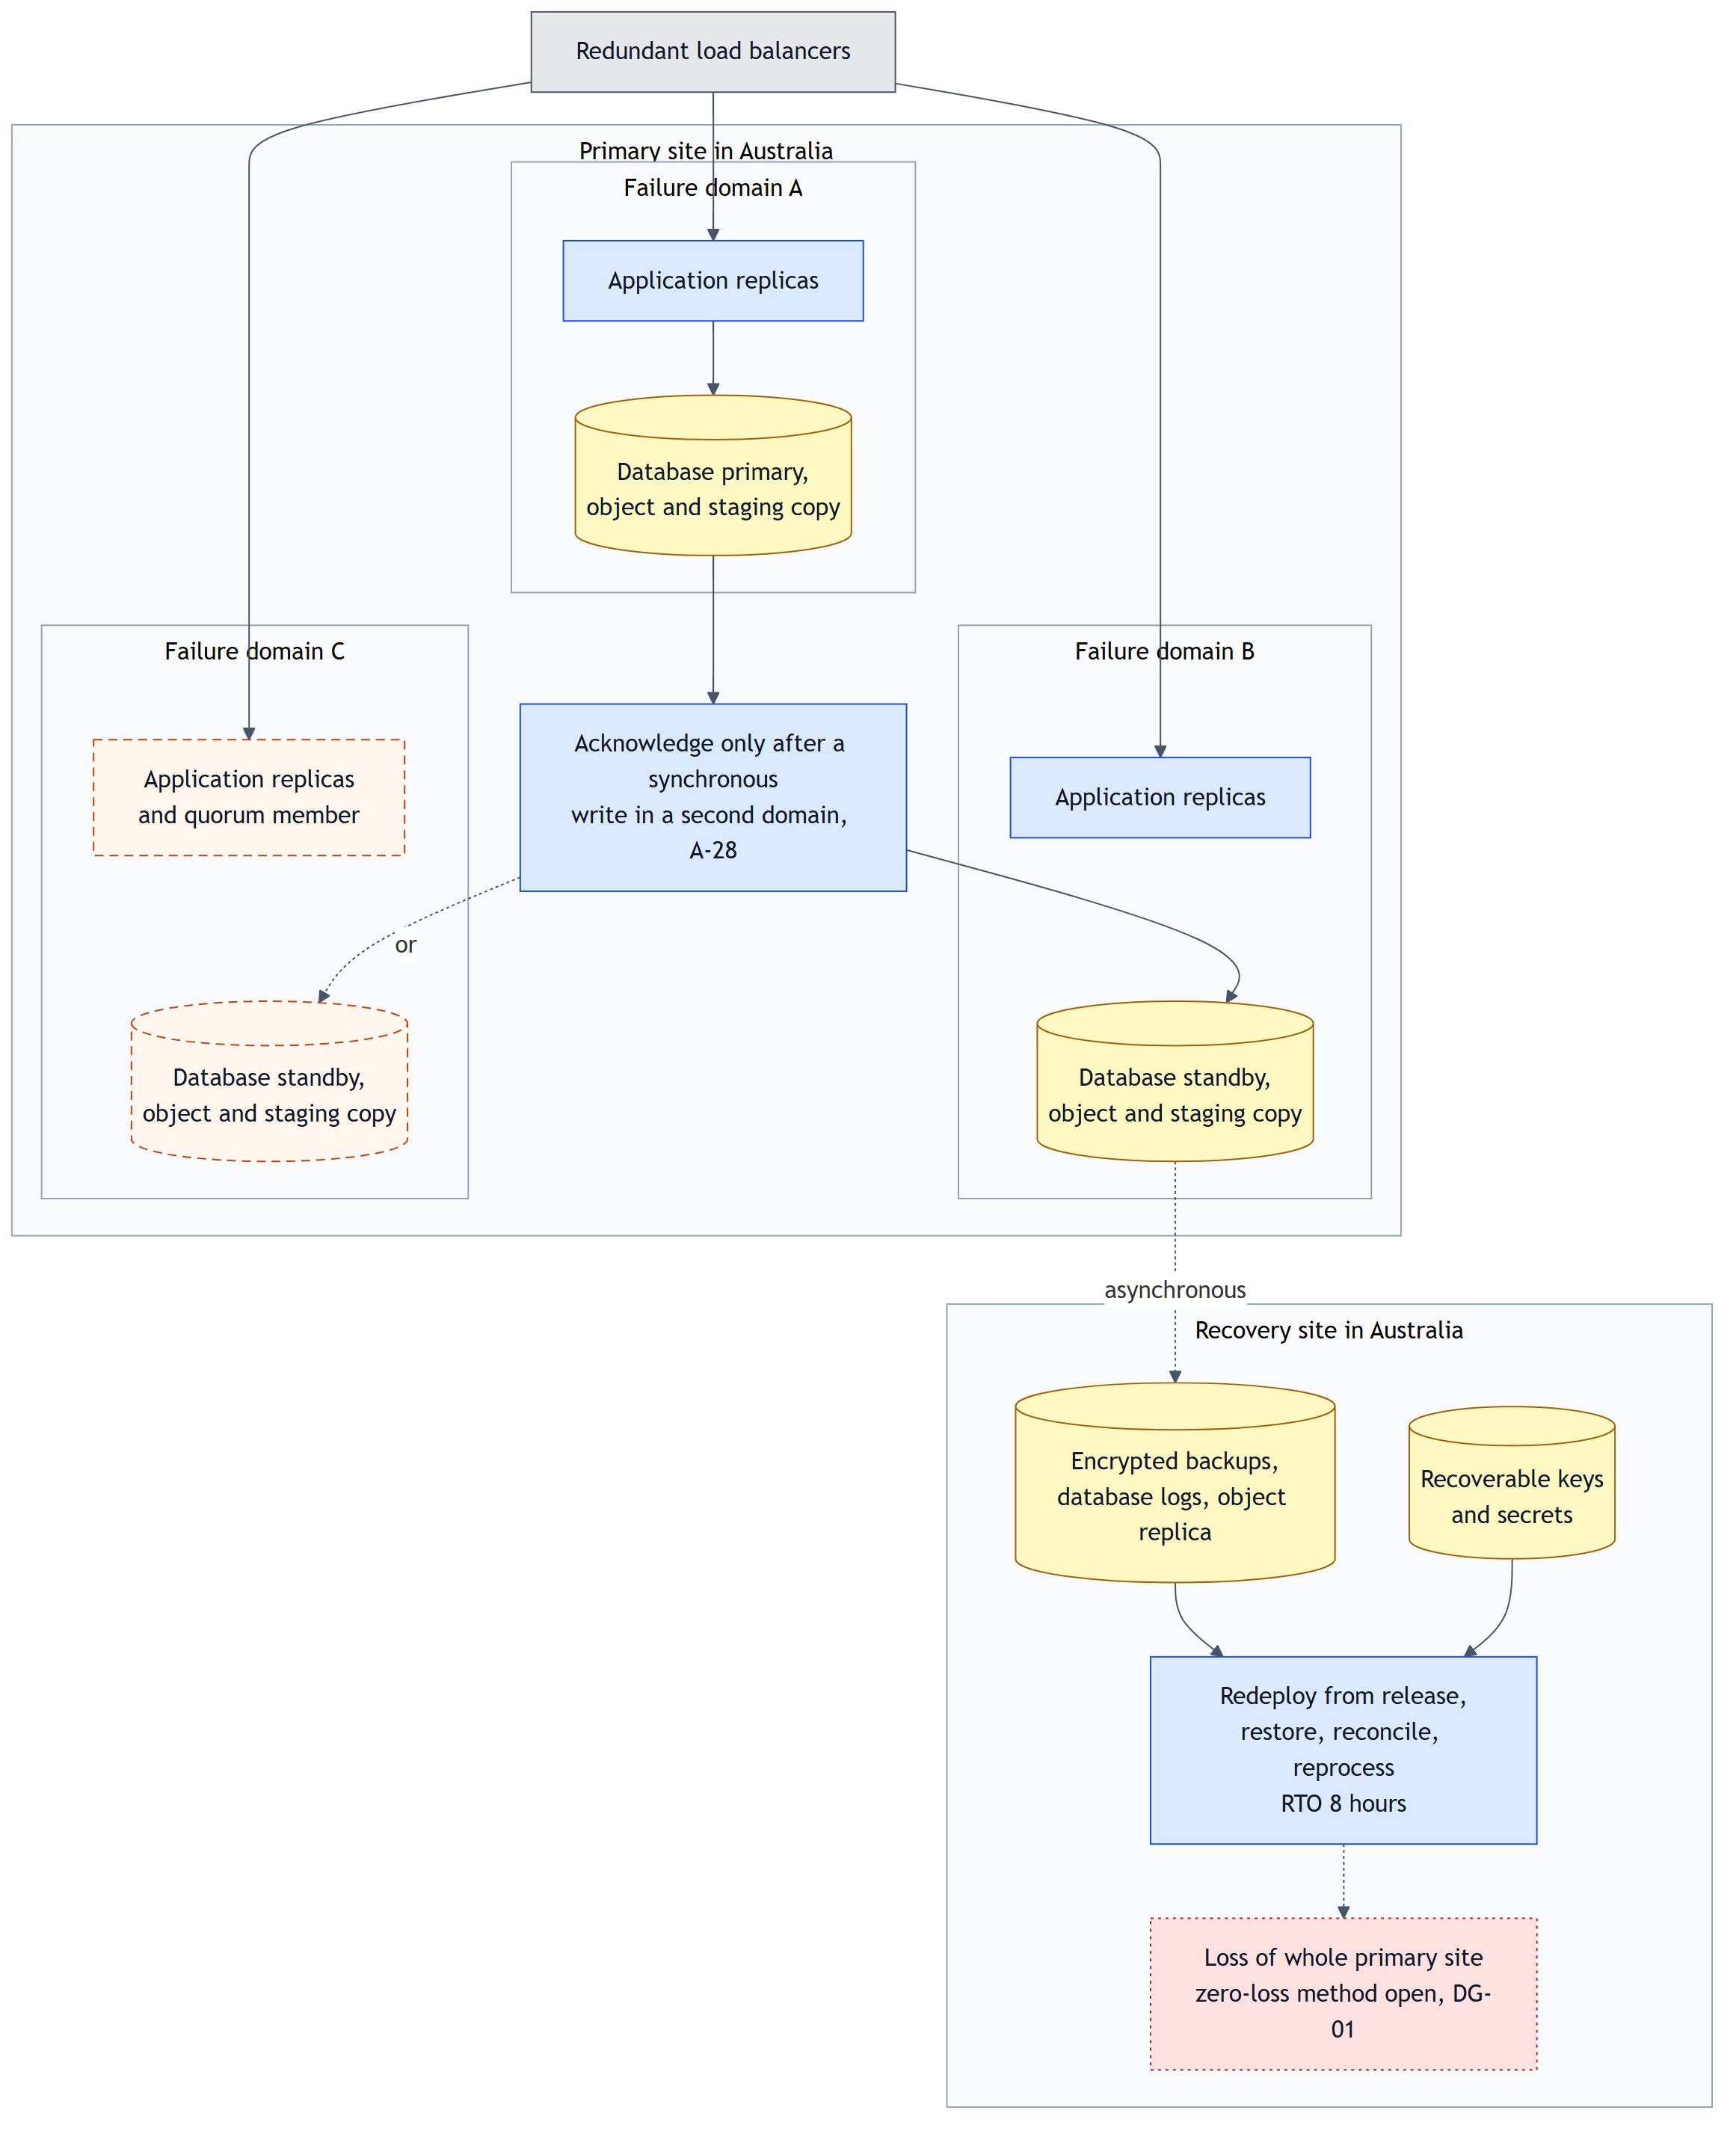 Redundant load balancers
Primary site in Australia
Failure domain A
Application replicas
Database primary,
object and staging copy
Failure domain C
Failure domain B
Acknowledge only after a
synchronous
write in a second domain,
A-28
Application replicas
and quorum member
Application replicas
or
Database standby,
object and staging copy
Database standby,
object and staging copy
asynchronous
Recovery site in Australia
Encrypted backups,
database logs, object
replica
Recoverable keys
and secrets
Redeploy from release,
restore, reconcile,
reprocess
RTO 8 hours
Loss of whole primary site
zero-loss method open, DG-
01